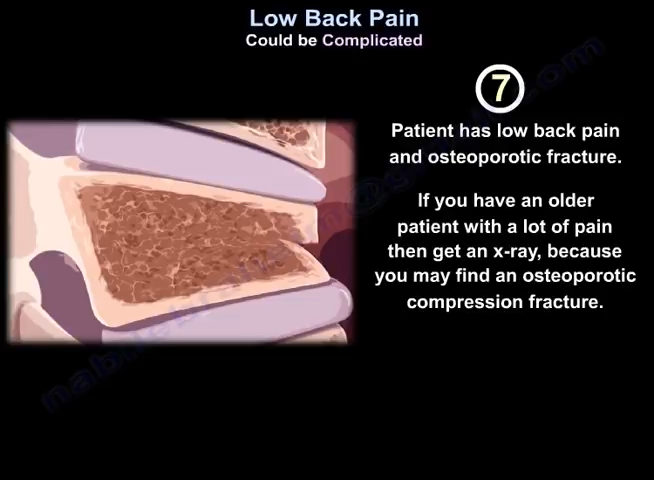 Low Back Pain
Could be Complicated
7
Patient has low back pain
and osteoporotic fracture.
If you have an older
patient with a lot of pain
then get an x-ray, because
you may find an osteoporotic
compression fracture.